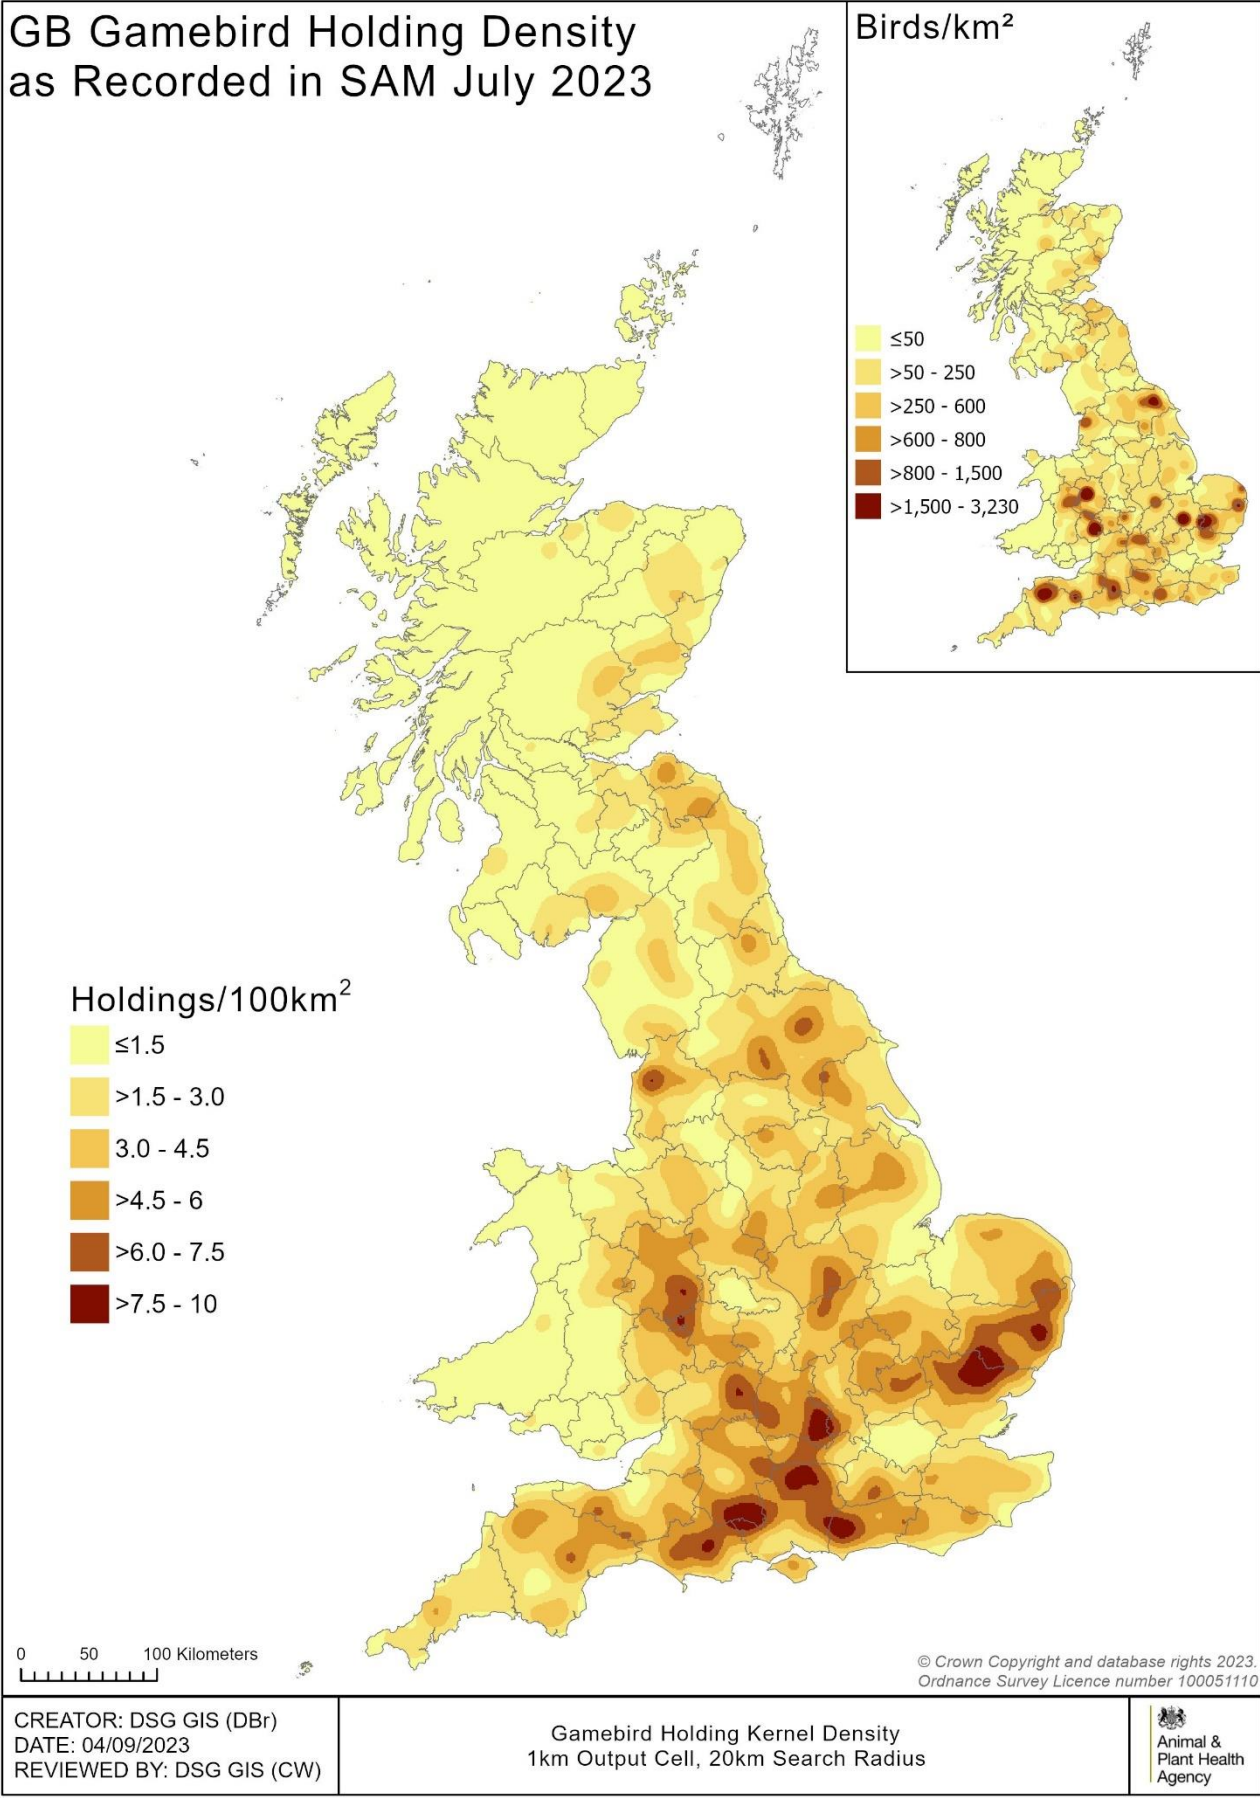 GB Gamebird Holding Density
as Recorded in SAM July 2023
Birds/km²
≤50
>50 - 250
>250 - 600
>600 - 800
>800 - 1,500
>1,500 - 3,230
Holdings/100km²
≤1.5
>1.5 - 3.0
3.0 - 4.5
>4.5 - 6
>6.0 - 7.5
>7.5 - 10
0 50 100 Kilometers
© Crown Copyright and database rights 2023.
Ordnance Survey Licence number 100051110
CREATOR: DSG GIS (DBr)
DATE: 04/09/2023
REVIEWED BY: DSG GIS (CW)
Gamebird Holding Kernel Density
1km Output Cell, 20km Search Radius
Animal &
Plant Health
Agency